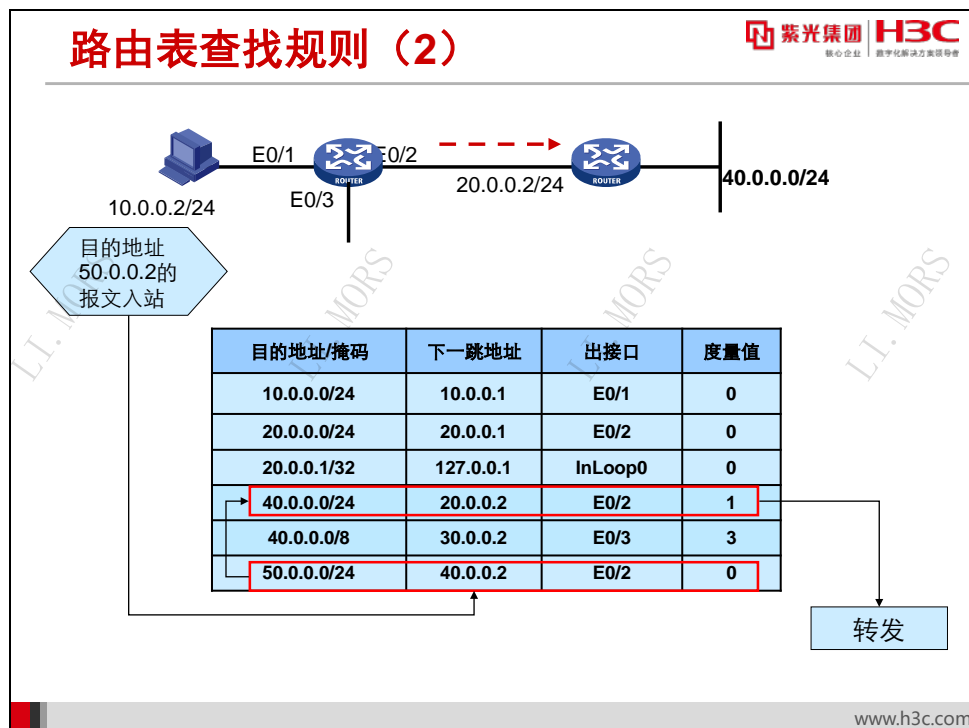 路由表查找规则（2）
紫光集团
核心企业
H3C
数字化解决方案领导者
E0/1
ROUTER
E0/2
20.0.0.2/24
ROUTER
40.0.0.0/24
E0/3
10.0.0.2/24
目的地址
50.0.0.2的
报文入站
LI. MORS
LI. MORS
LI. MORS
目的地址/掩码 下一跳地址 出接口 度量值
10.0.0.0/24 10.0.0.1 E0/1 0
20.0.0.0/24 20.0.0.1 E0/2 0
20.0.0.1/32 127.0.0.1 InLoop0 0
40.0.0.0/24 20.0.0.2 E0/2 1
40.0.0.0/8 30.0.0.2 E0/3 3
50.0.0.0/24 40.0.0.2 E0/2 0
转发
www.h3c.com